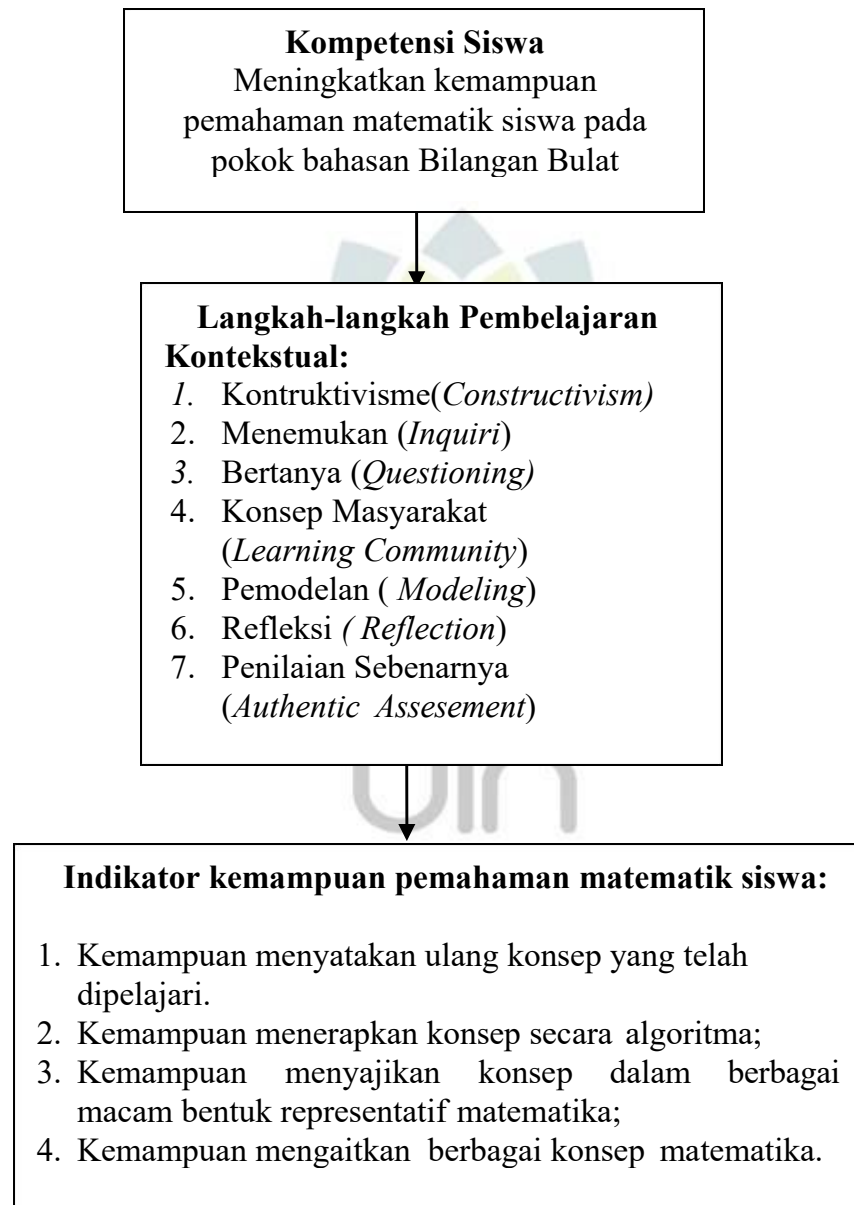 Kompetensi Siswa
Meningkatkan kemampuan
pemahaman matematik siswa pada
pokok bahasan Bilangan Bulat
Langkah-langkah Pembelajaran
Kontekstual:
1. Kontruktivisme(Constructivism)
2. Menemukan (Inquiri)
3. Bertanya (Questioning)
4. Konsep Masyarakat
(Learning Community)
5. Pemodelan ( Modeling)
6. Refleksi ( Reflection)
7. Penilaian Sebenarnya
(Authentic Assesement)
uin
Indikator kemampuan pemahaman matematik siswa:
1. Kemampuan menyatakan ulang konsep yang telah
dipelajari.
2. Kemampuan menerapkan konsep secara algoritma;
3. Kemampuan menyajikan konsep dalam berbagai
macam bentuk representatif matematika;
4. Kemampuan mengaitkan berbagai konsep matematika.